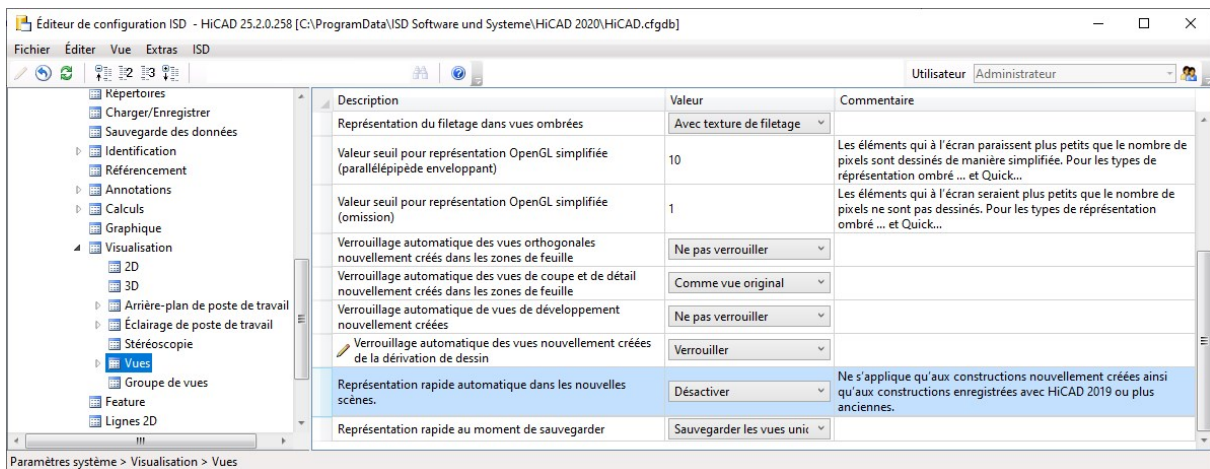 Éditeur de configuration ISD - HiCAD 25.2.0.258 [C:\ProgramData\ISD Software und Systeme\HiCAD 2020\HiCAD.cfgdb]
Fichier Éditer Vue Extras ISD
Utilisateur Administrateur
Répertoires
Charger/Enregistrer
Sauvegarde des données
Identification
Référencement
Annotations
Calculs
Graphique
Visualisation
2D
3D
Arrière-plan de poste de travail
Éclairage de poste de travail
Stéréoscopie
Vues
Groupe de vues
Feature
Lignes 2D
Description Valeur Commentaire
Représentation du filetage dans vues ombrées
Avec texture de filetage
Valeur seuil pour représentation OpenGL simplifiée
(parallélépipède enveloppant)
10
Les éléments qui à l'écran paraissent plus petits que le nombre de
pixels sont dessinés de manière simplifiée. Pour les types de
réprésentation ombré ... et Quick...
Valeur seuil pour représentation OpenGL simplifiée
(omission)
1
Les éléments qui à l'écran seraient plus petits que le nombre de
pixels ne sont pas dessinés. Pour les types de réprésentation
ombré ... et Quick...
Verrouillage automatique des vues orthogonales
nouvellement créés dans les zones de feuille
Ne pas verrouiller
Verrouillage automatique des vues de coupe et de détail
nouvellement créés dans les zones de feuille
Comme vue original
Verrouillage automatique de vues de développement
nouvellement créées
Ne pas verrouiller
Verrouillage automatique des vues nouvellement créées
de la dérivation de dessin
Verrouiller
Représentation rapide automatique dans les nouvelles
scènes.
Désactiver
Ne s'applique qu'aux constructions nouvellement créées ainsi
qu'aux constructions enregistrées avec HiCAD 2019 ou plus
anciennes.
Représentation rapide au moment de sauvegarder
Sauvegarder les vues uniq
Paramètres système > Visualisation > Vues